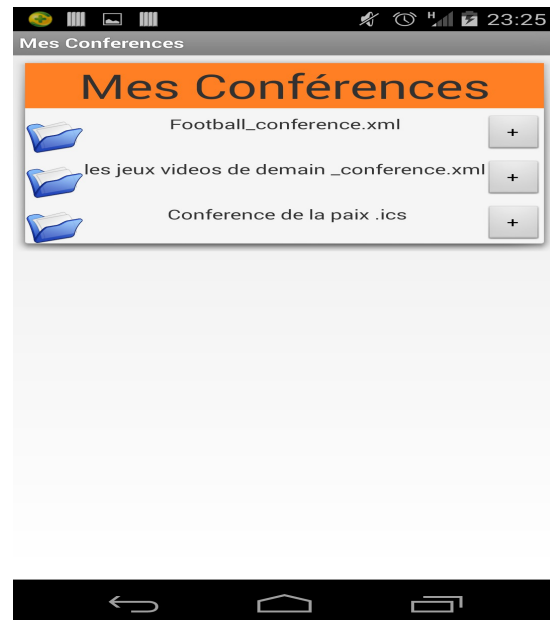 H 23:25
Mes Conferences
Mes Conférences
Football_conference.xml +
les jeux videos de demain _conference.xml +
Conference de la paix .ics +